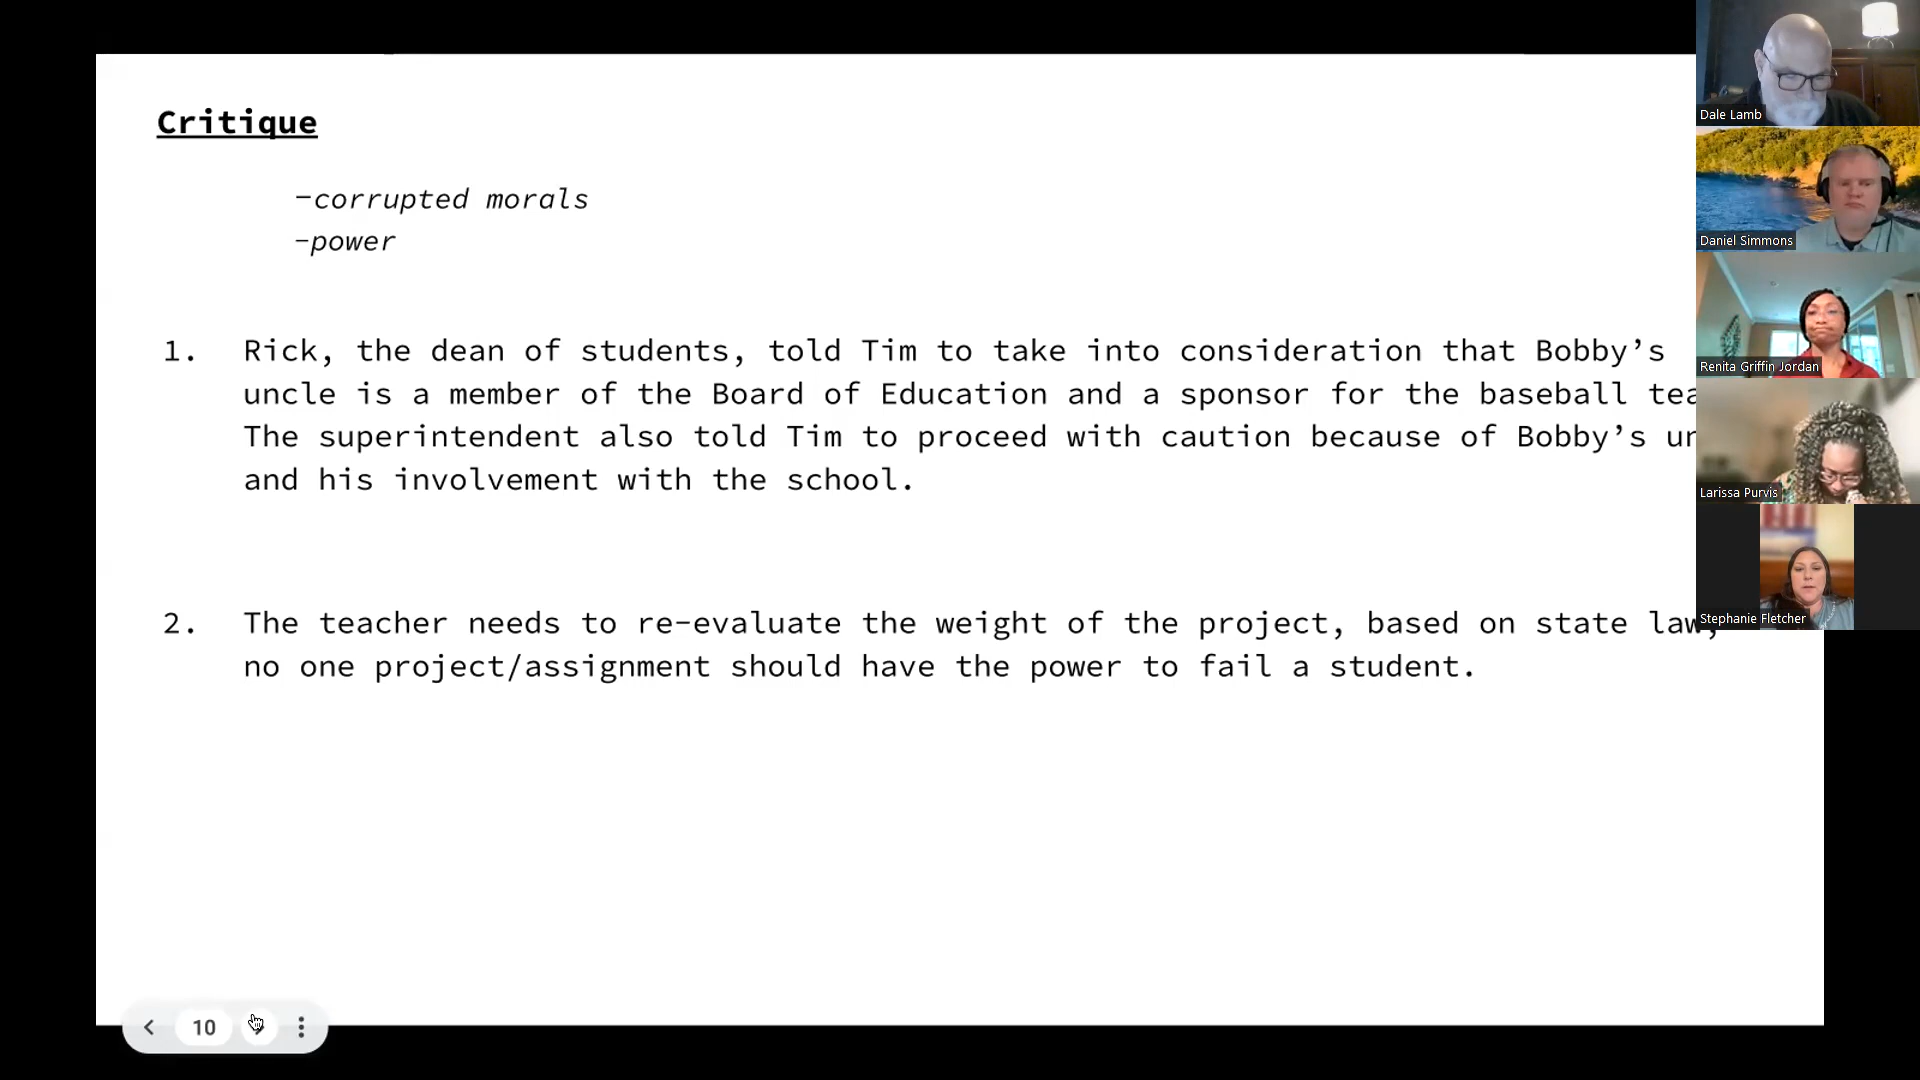 Critique
-corrupted morals
-power
1. Rick, the dean of students, told Tim to take into consideration that Bobby’s
uncle is a member of the Board of Education and a sponsor for the baseball
The superintendent also told Tim to proceed with caution because of Bobby’s
and his involvement with the school.
2. The teacher needs to re-evaluate the weight of the project, based on state law,
no one project/assignment should have the power to fail a student.
10
Dale Lamb
Daniel Simmons
Renita Griffin Jordan
Larissa Purvis
Stephanie Fletcher